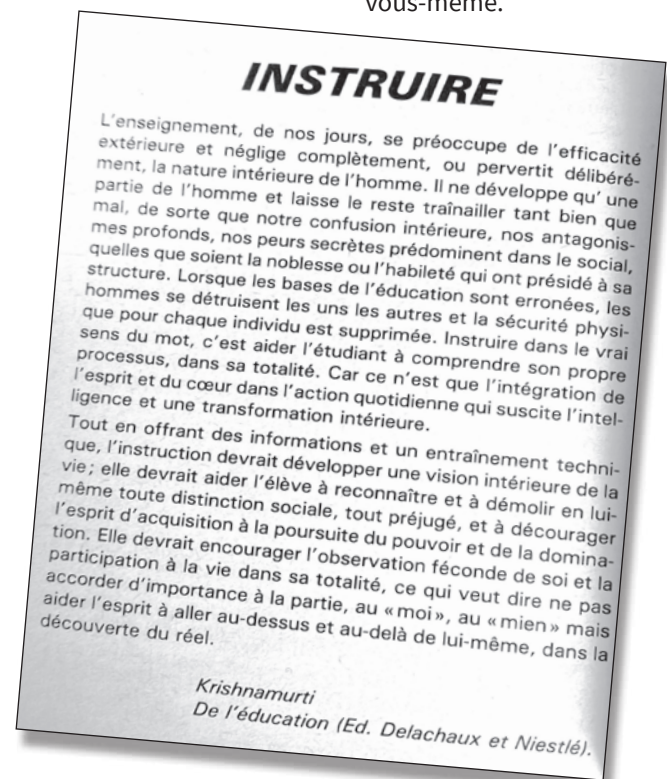 vous-même.
INSTRUIRE
L'enseignement, de nos jours, se préoccupe de l'efficacité
extérieure et néglige complètement, ou pervertit délibéré-
ment, la nature intérieure de l'homme. Il ne développe qu' une
partie de l'homme et laisse le reste traînailler tant bien que
mal, de sorte que notre confusion intérieure, nos antagonis-
mes profonds, nos peurs secrètes prédominent dans le social,
quelles que soient la noblesse ou l'habileté qui ont présidé à sa
structure. Lorsque les bases de l'éducation sont erronées, les
hommes se détruisent les uns les autres et la sécurité physi-
que pour chaque individu est supprimée. Instruire dans le vrai
sens du mot, c'est aider l'étudiant à comprendre son propre
processus, dans sa totalité. Car ce n'est que l'intégration de
l'esprit et du cœur dans l'action quotidienne qui suscite l'intel-
ligence et une transformation intérieure.
Tout en offrant des informations et un entraînement techni-
que, l'instruction devrait développer une vision intérieure de la
vie; elle devrait aider l'élève à reconnaître et à démolir en lui-
même toute distinction sociale, tout préjugé, et à décourager
l'esprit d'acquisition à la poursuite du pouvoir et de la domina-
tion. Elle devrait encourager l'observation féconde de soi et la
participation à la vie dans sa totalité, ce qui veut dire ne pas
accorder d'importance à la partie, au «moi», au «mien» mais
aider l'esprit à aller au-dessus et au-delà de lui-même, dans la
découverte du réel.
Krishnamurti
De l'éducation (Ed. Delachaux et Niestlé).